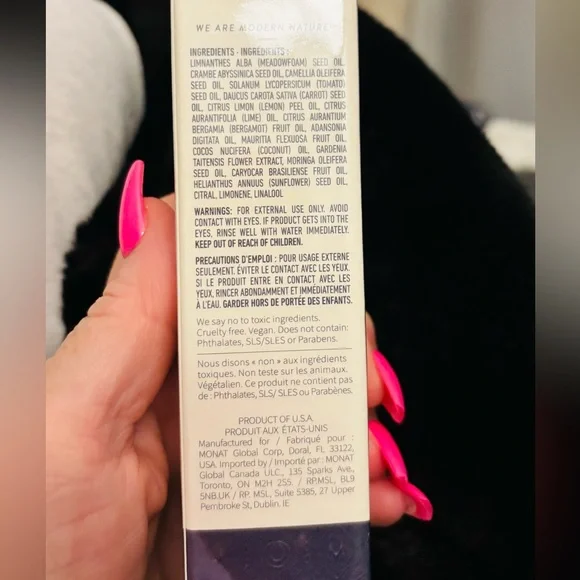 WE ARE MODERN NATURE
INGREDIENTS - INGRÉDIENTS :
LIMNANTHES ALBA (MEADOWFOAM) SEED OIL,
CRAMBE ABYSSINICA SEED OIL, CAMELLIA OLEIFERA
SEED OIL, SOLANUM LYCOPERSICUM (TOMATO)
SEED OIL, DAUCUS CAROTA SATIVA (CARROT) SEED
OIL, CITRUS LIMON (LEMON) PEEL OIL, CITRUS
AURANTIFOLIA (LIME) OIL, CITRUS AURANTIUM
BERGAMIA (BERGAMOT) FRUIT OIL, ADANSONIA
DIGITATA OIL, MAURITIA FLEXUOSA FRUIT OIL,
COCOS NUCIFERA (COCONUT) OIL, GARDENIA
TAITENSIS FLOWER EXTRACT, MORINGA OLEIFERA
SEED OIL, CARYOCAR BRASILIENSE FRUIT OIL,
HELIANTHUS ANNUUS (SUNFLOWER) SEED OIL,
CITRAL, LIMONENE, LINALOOL
WARNINGS: FOR EXTERNAL USE ONLY. AVOID
CONTACT WITH EYES. IF PRODUCT GETS INTO THE
EYES, RINSE WELL WITH WATER IMMEDIATELY.
KEEP OUT OF REACH OF CHILDREN.
PRÉCAUTIONS D'EMPLOI : POUR USAGE EXTERNE
SEULEMENT. ÉVITER LE CONTACT AVEC LES YEUX.
SI LE PRODUIT ENTRE EN CONTACT AVEC LES
YEUX, RINCER ABONDAMMENT ET IMMÉDIATEMENT
À L'EAU. GARDER HORS DE PORTÉE DES ENFANTS.
We say no to toxic ingredients.
Cruelty free. Vegan. Does not contain:
Phthalates, SLS/SLES or Parabens.
Nous disons « non » aux ingrédients
toxiques. Non teste sur les animaux.
Végétalien. Ce produit ne contient pas
de : Phthalates, SLS/ SLES ou Parabènes.
PRODUCT OF U.S.A.
PRODUIT AUX ÉTATS-UNIS
Manufactured for / Fabriqué pour :
MONAT Global Corp, Doral, FL 33122,
USA. Imported by / Importé par : MONAT
Global Canada ULC., 135 Sparks Ave.,
Toronto, ON M2H 2S5. / RP.MSL, BL9
5NB.UK / RP. MSL, Suite 5385, 27 Upper
Pembroke St, Dublin. IE